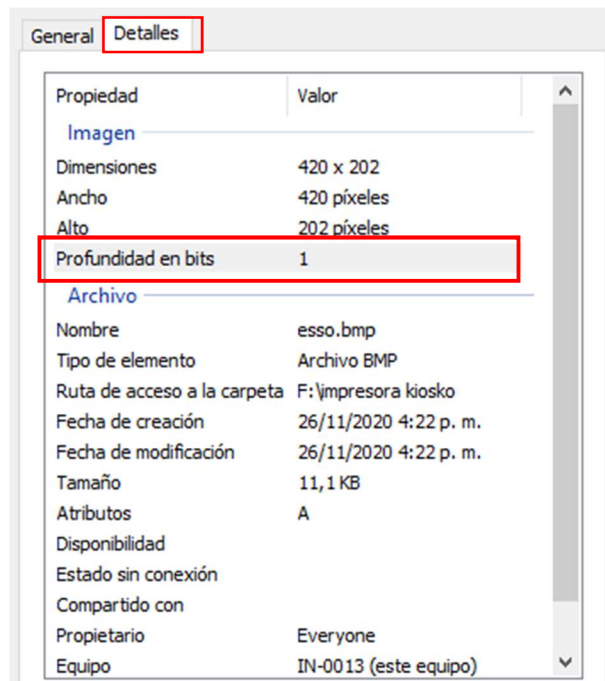 General Detalles
Propiedad Valor
Imagen
Dimensiones 420 x 202
Ancho 420 píxeles
Alto 202 píxeles
Profundidad en bits 1
Archivo
Nombre esso.bmp
Tipo de elemento Archivo BMP
Ruta de acceso a la carpeta F:\impresora kiosko
Fecha de creación 26/11/2020 4:22 p. m.
Fecha de modificación 26/11/2020 4:22 p. m.
Tamaño 11,1 KB
Atributos A
Disponibilidad
Estado sin conexión
Compartido con
Propietario Everyone
Equipo IN-0013 (este equipo)